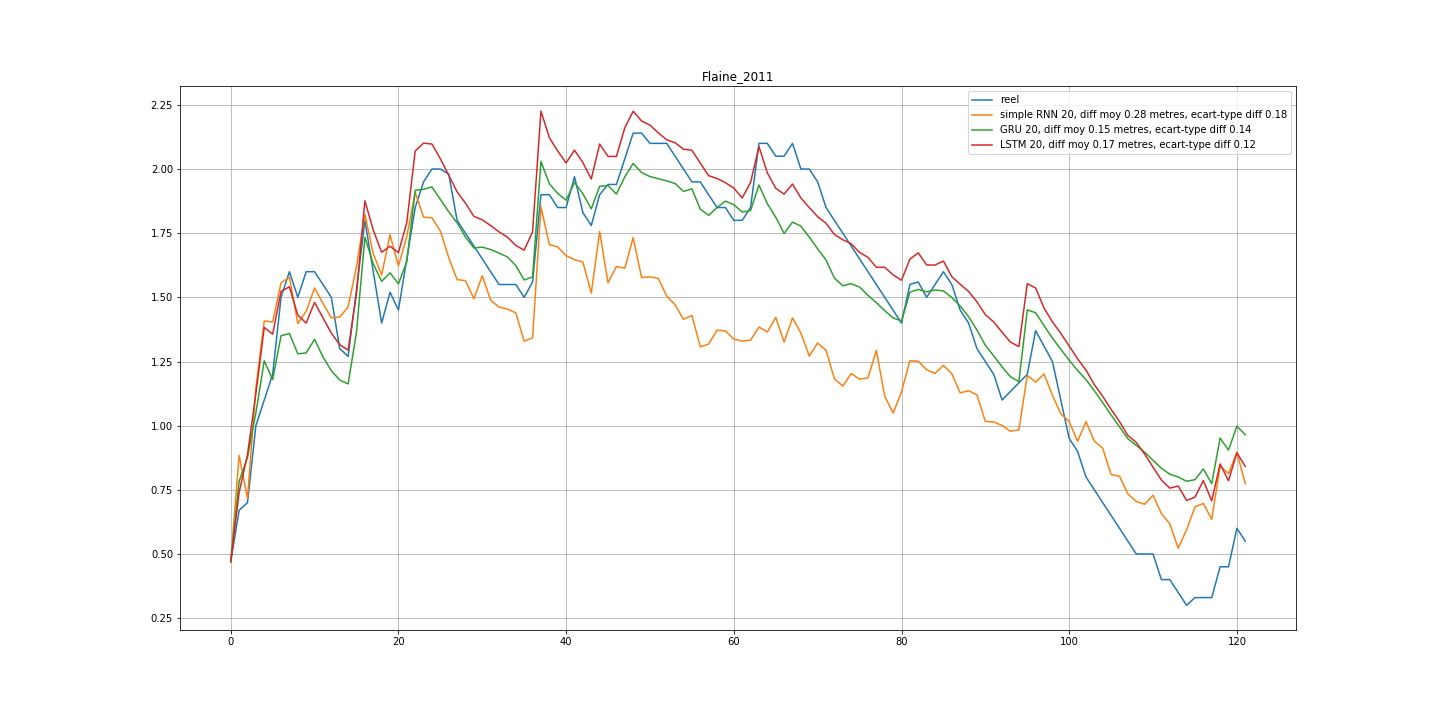 Flaine_2011
reel
simple RNN 20, diff moy 0.28 metres, ecart-type diff 0.18
GRU 20, diff moy 0.15 metres, ecart-type diff 0.14
LSTM 20, diff moy 0.17 metres, ecart-type diff 0.12
2.25
2.00
1.75
1.50
1.25
1.00
0.75
0.50
0.25
0 20 40 60 80 100 120